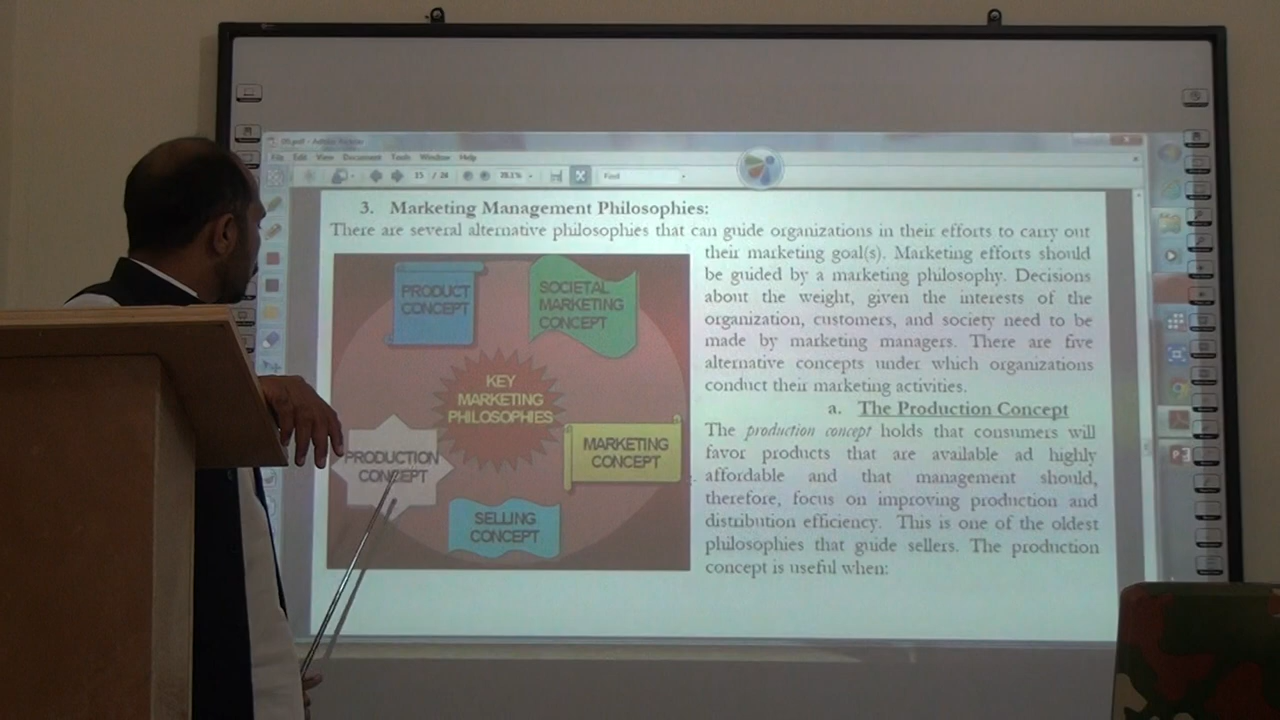 File Edit View Document Tools Window Help
15 / 24
Find
3. Marketing Management Philosophies:
There are several alternative philosophies that can guide organizations in their efforts to carry out
their marketing goal(s). Marketing efforts should
be guided by a marketing philosophy. Decisions
about the weight, given the interests of the
organization, customers, and society need to be
made by marketing managers. There are five
alternative concepts under which organizations
conduct their marketing activities.
PRODUCT
CONCEPT
SOCIETAL
MARKETING
CONCEPT
KEY
MARKETING
PHILOSOPHIES
PRODUCTION
CONCEPT
MARKETING
CONCEPT
SELLING
CONCEPT
a. The Production Concept
The production concept holds that consumers will
favor products that are available ad highly
affordable and that management should,
therefore, focus on improving production and
distribution efficiency. This is one of the oldest
philosophies that guide sellers. The production
concept is useful when: